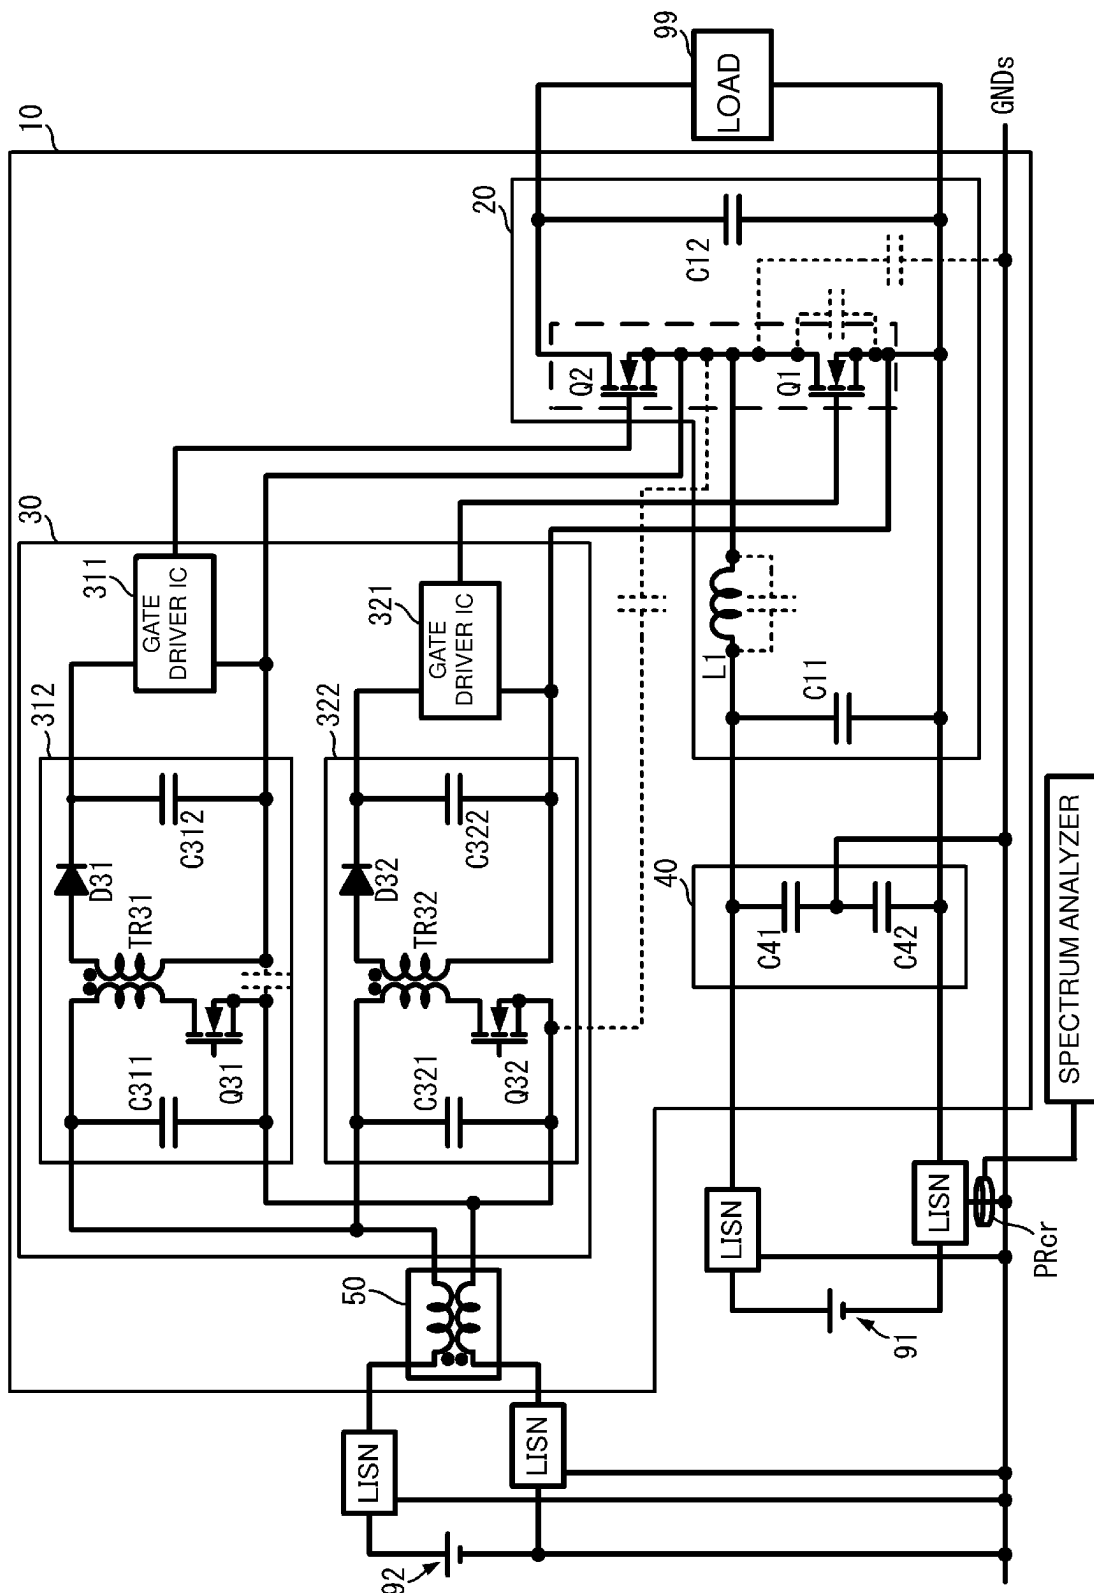 10
99
LOAD
GNDs
20
C12
Q2
Q1
30
311
GATE
DRIVER IC
321
GATE
DRIVER IC
312
D31
C312
TR31
C311
Q31
322
D32
C322
TR32
C321
Q32
L1
C11
40
C41
C42
SPECTRUM ANALYZER
50
LISN
LISN
PRcr
91
LISN
LISN
92